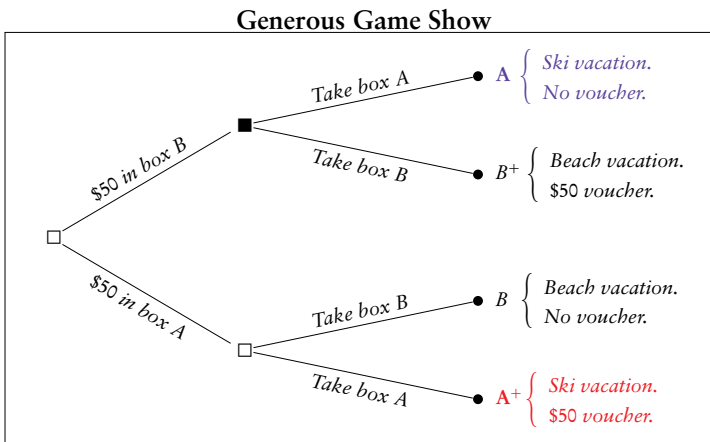 Generous Game Show
Take box A
A { Ski vacation.
No voucher.
$50 in box B
Take box B
B⁺ { Beach vacation.
$50 voucher.
$50 in box A
Take box B
B { Beach vacation.
No voucher.
Take box A
A⁺ { Ski vacation.
$50 voucher.